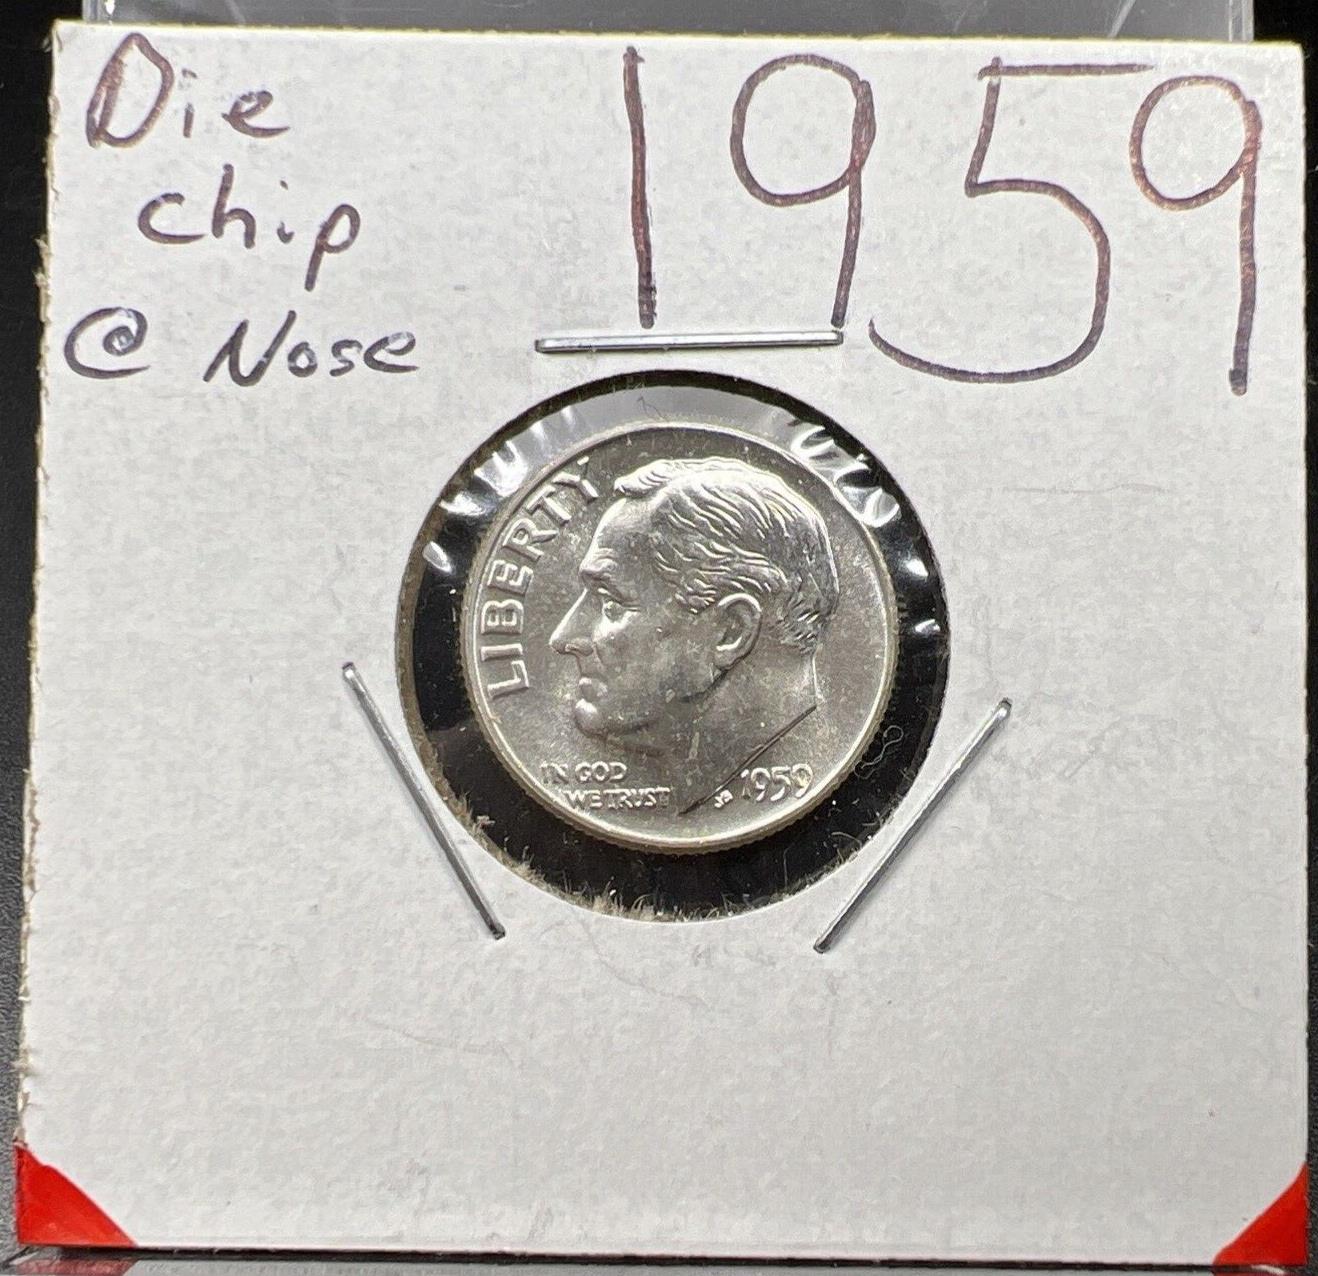 Die
chip
@ Nose
1959
LIBERTY
IN GOD
WE TRUST
JS 1959